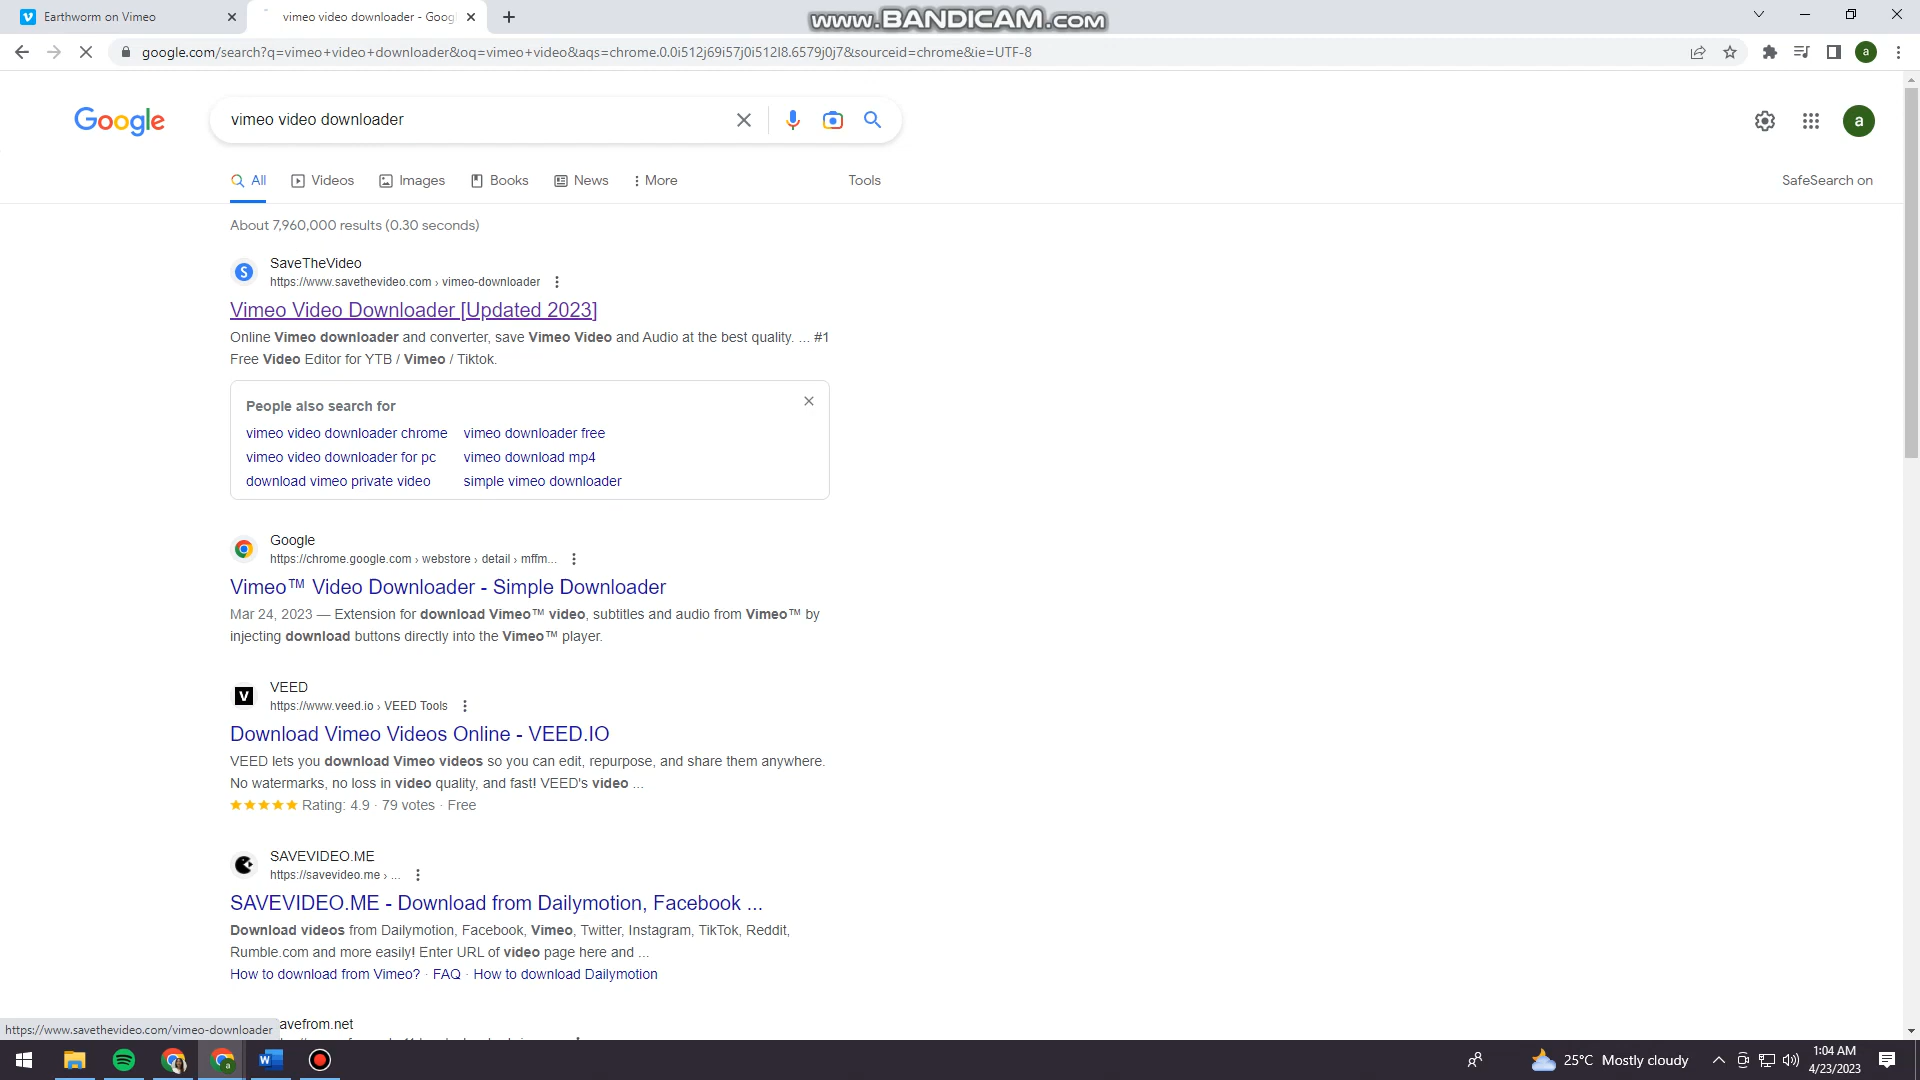 Earthworm on Vimeo
vimeo video downloader - Goog
www.BANDICAM.com
google.com/search?q=vimeo+video+downloader&oq=vimeo+video&aqs=chrome.0.0i512j69i57j0i512l8.6579j0j7&sourceid=chrome&ie=UTF-8
a
Google
vimeo video downloader
a
All
Videos
Images
Books
News
More
Tools
SafeSearch on
About 7,960,000 results (0.30 seconds)
S
SaveTheVideo
https://www.savethevideo.com › vimeo-downloader
Vimeo Video Downloader [Updated 2023]
Online Vimeo downloader and converter, save Vimeo Video and Audio at the best quality. ... #1
Free Video Editor for YTB / Vimeo / Tiktok.
People also search for
vimeo video downloader chrome
vimeo downloader free
vimeo video downloader for pc
vimeo download mp4
download vimeo private video
simple vimeo downloader
Google
https://chrome.google.com › webstore › detail › mffm...
Vimeo™ Video Downloader - Simple Downloader
Mar 24, 2023 — Extension for download Vimeo™ video, subtitles and audio from Vimeo™ by
injecting download buttons directly into the Vimeo™ player.
V
VEED
https://www.veed.io › VEED Tools
Download Vimeo Videos Online - VEED.IO
VEED lets you download Vimeo videos so you can edit, repurpose, and share them anywhere.
No watermarks, no loss in video quality, and fast! VEED's video ...
Rating: 4.9 · 79 votes · Free
SAVEVIDEO.ME
https://savevideo.me › ...
SAVEVIDEO.ME - Download from Dailymotion, Facebook ...
Download videos from Dailymotion, Facebook, Vimeo, Twitter, Instagram, TikTok, Reddit,
Rumble.com and more easily! Enter URL of video page here and ...
How to download from Vimeo? · FAQ · How to download Dailymotion
avefrom.net
https://www.savethevideo.com/vimeo-downloader
25°C Mostly cloudy
1:04 AM
4/23/2023